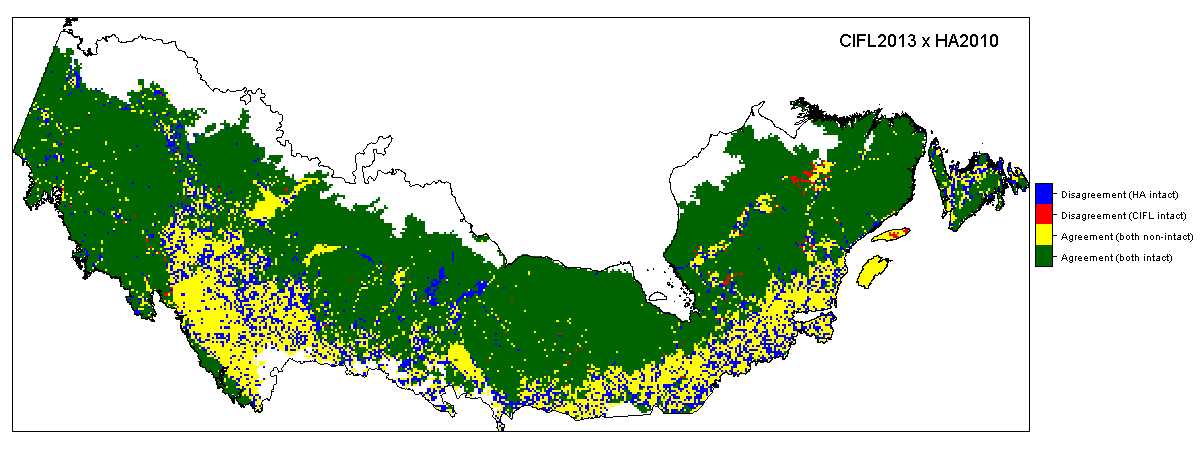 CIFL2013 x HA2010
Disagreement (HA intact)
Disagreement (CIFL intact)
Agreement (both non-intact)
Agreement (both intact)